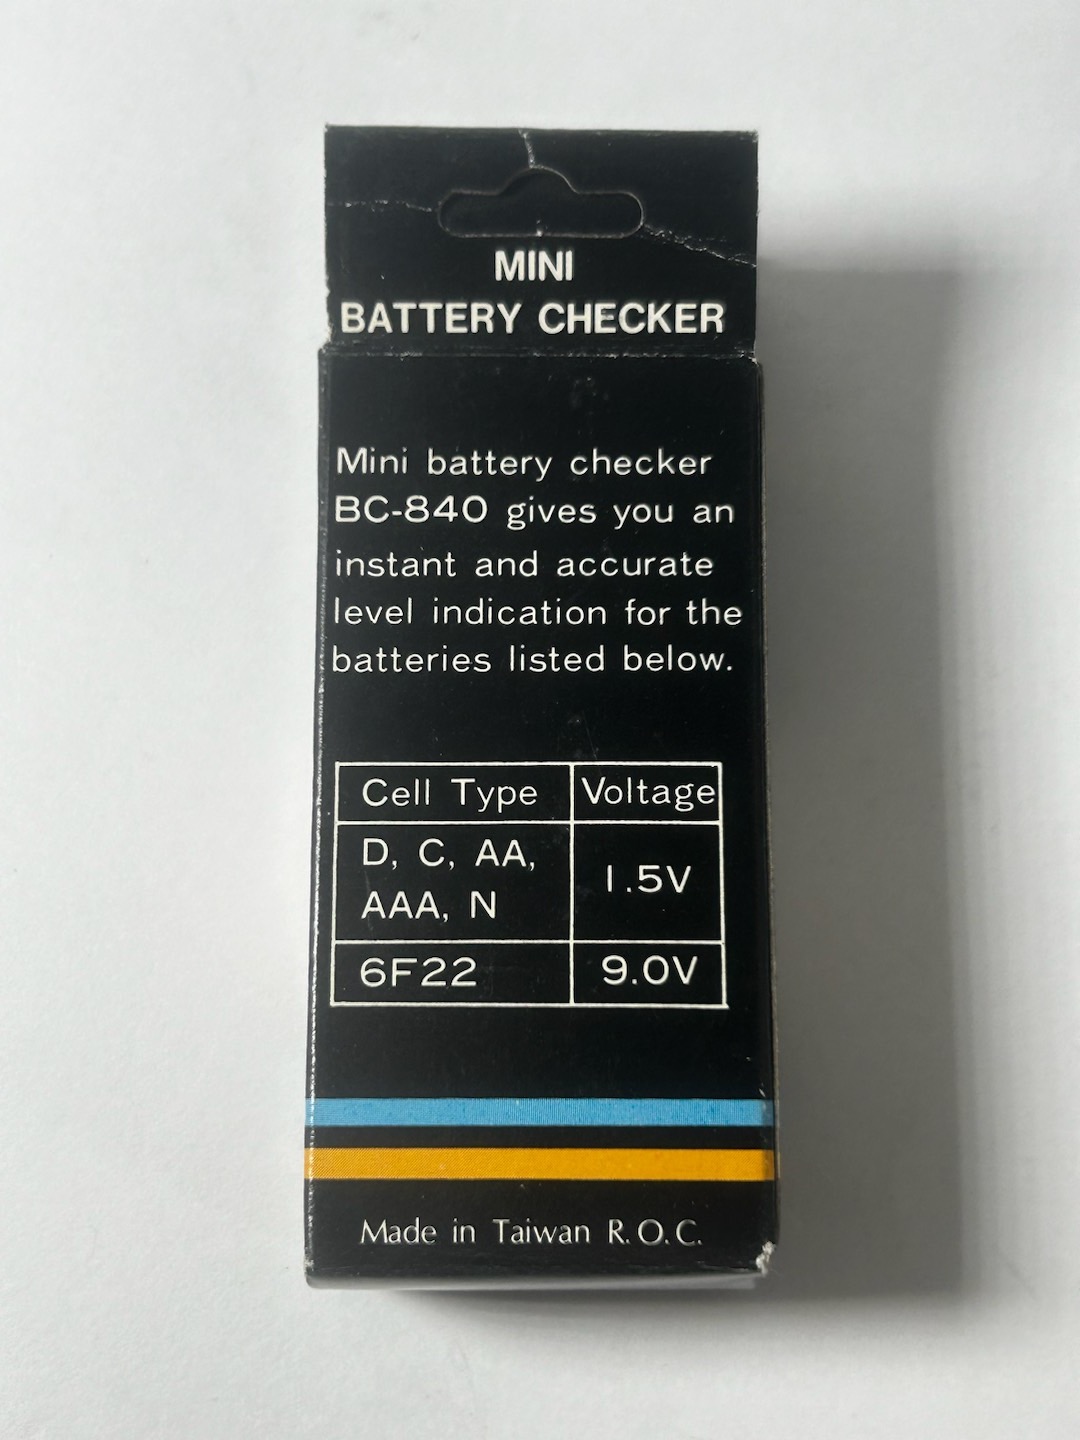 MINI
BATTERY CHECKER
Mini battery checker
BC-840 gives you an
instant and accurate
level indication for the
batteries listed below.
Cell Type Voltage
D, C, AA,
AAA, N
1.5V
6F22 9.0V
Made in Taiwan R.O.C.